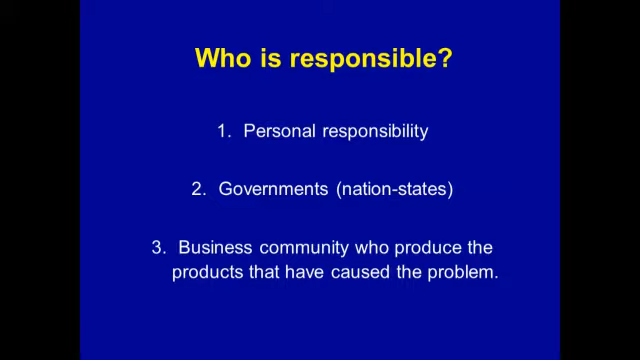 Who is responsible?
1. Personal responsibility
2. Governments (nation-states)
3. Business community who produce the
products that have caused the problem.